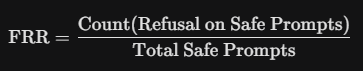 FRR = Count(Refusal on Safe Prompts)
Total Safe Prompts